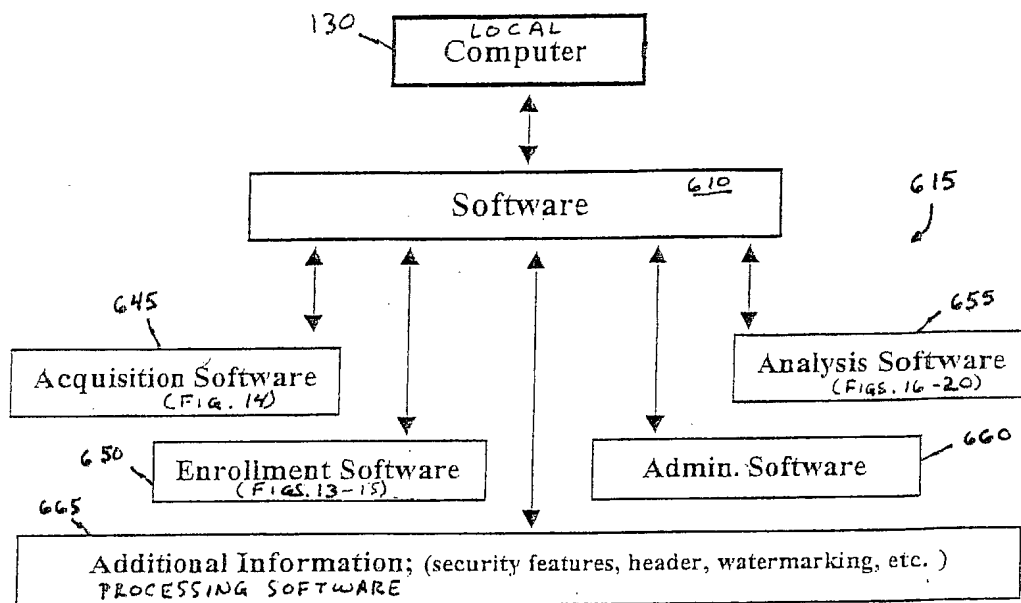 130
LOCAL
Computer
Software 610
615
645
655
Acquisition Software
(FIG. 14)
Analysis Software
(FIGS. 16-20)
650
660
Enrollment Software
(FIGS. 13-15)
Admin. Software
665
Additional Information; (security features, header, watermarking, etc. )
PROCESSING SOFTWARE